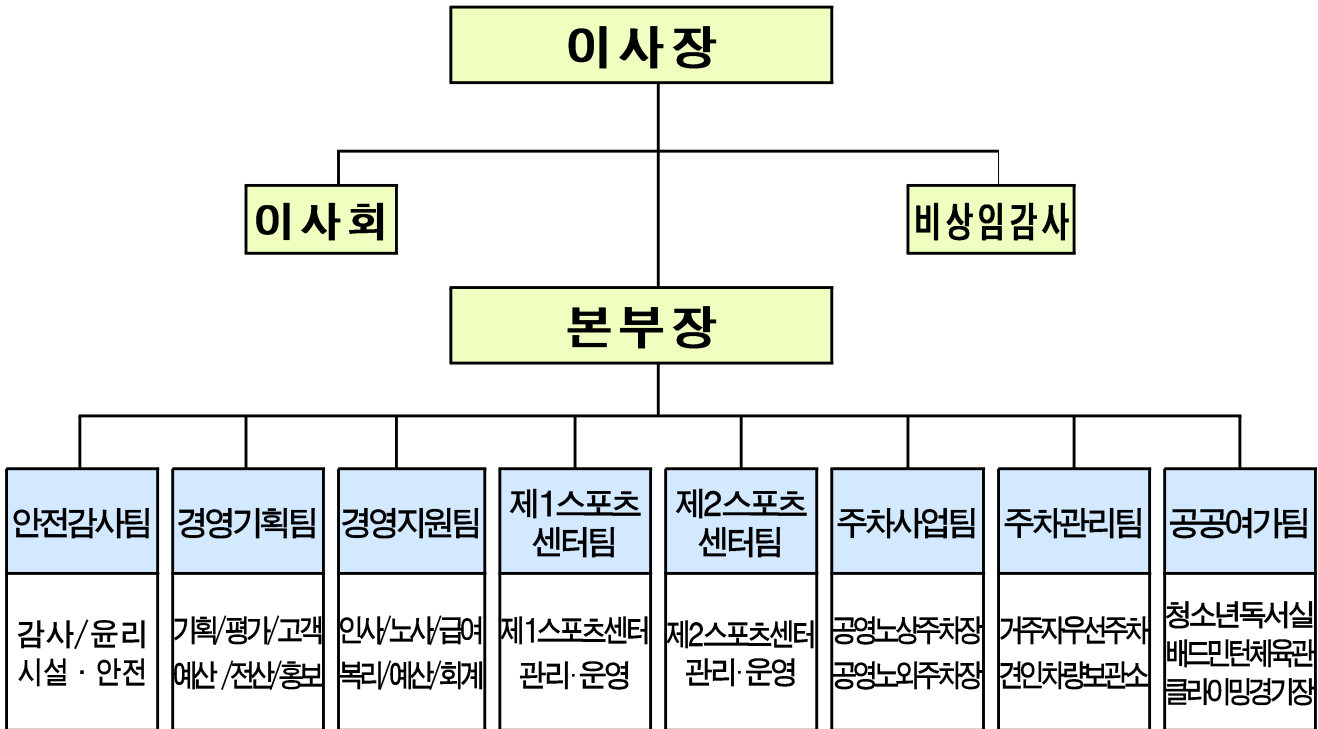 이사장
이사회
비상임감사
본부장
안전감사팀
경영기획팀
경영지원팀
제1스포츠
센터팀
제2스포츠
센터팀
주차사업팀
주차관리팀
공공여가팀
감사/윤리
시설 · 안전
기획/평가/고객
예산 /전산/홍보
인사/노사/급여
복리/예산/회계
제1스포츠센터
관리·운영
제2스포츠센터
관리·운영
공영노상주차장
공영노외주차장
거주자우선주차
견인차량보관소
청소년독서실
배드민턴체육관
클라이밍경기장